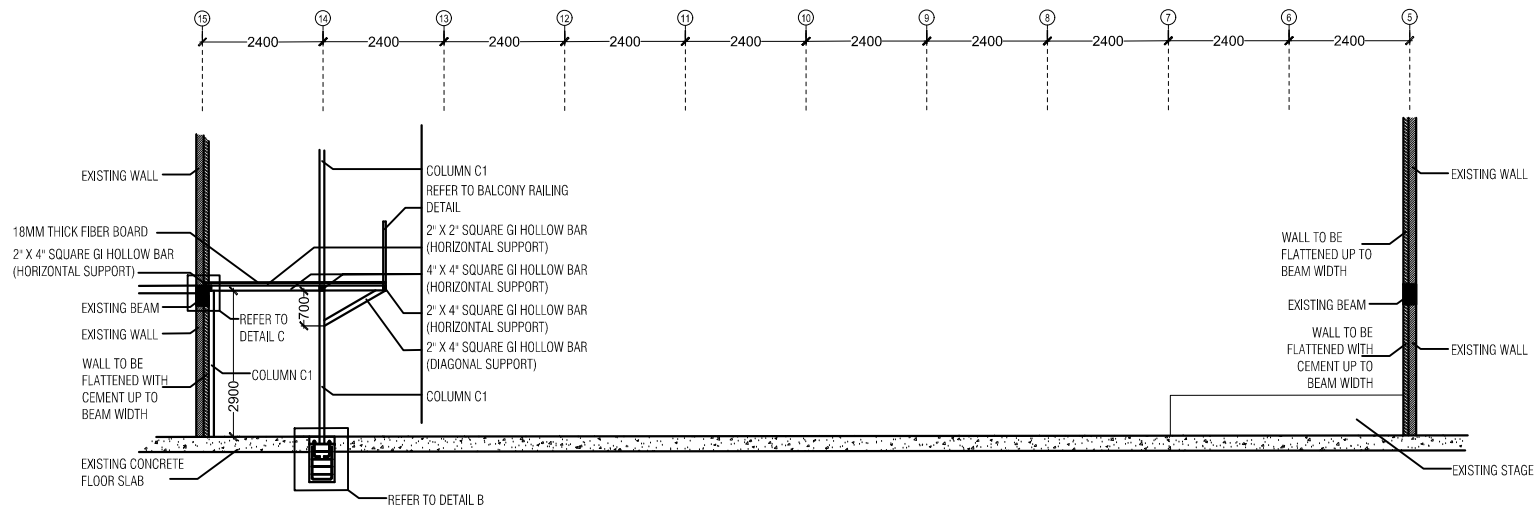 15 14 13 12 11 10 9 8 7 6 5
2400 2400 2400 2400 2400 2400 2400 2400 2400 2400
EXISTING WALL
18MM THICK FIBER BOARD
2" X 4" SQUARE GI HOLLOW BAR
(HORIZONTAL SUPPORT)
EXISTING BEAM
EXISTING WALL
WALL TO BE
FLATTENED WITH
CEMENT UP TO
BEAM WIDTH
EXISTING CONCRETE
FLOOR SLAB
REFER TO
DETAIL C
COLUMN C1
2900
700
COLUMN C1
REFER TO BALCONY RAILING
DETAIL
2" X 2" SQUARE GI HOLLOW BAR
(HORIZONTAL SUPPORT)
4" X 4" SQUARE GI HOLLOW BAR
(HORIZONTAL SUPPORT)
2" X 4" SQUARE GI HOLLOW BAR
(HORIZONTAL SUPPORT)
2" X 4" SQUARE GI HOLLOW BAR
(DIAGONAL SUPPORT)
COLUMN C1
REFER TO DETAIL B
EXISTING WALL
WALL TO BE
FLATTENED UP TO
BEAM WIDTH
EXISTING BEAM
WALL TO BE
FLATTENED WITH
CEMENT UP TO
BEAM WIDTH
EXISTING WALL
EXISTING STAGE